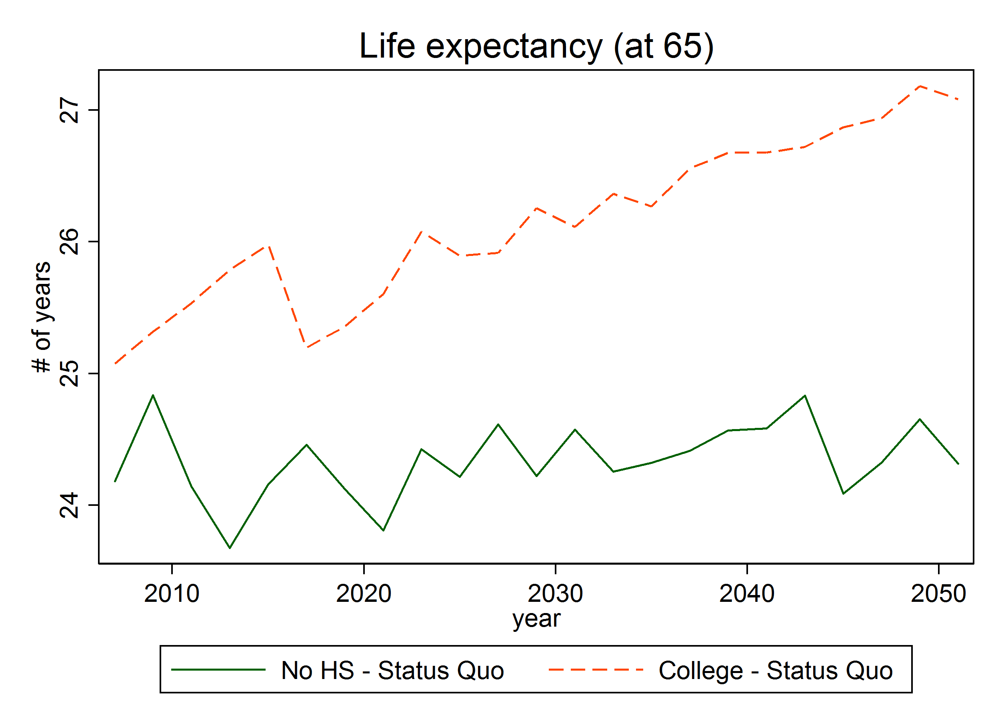 Life expectancy (at 65)
# of years
27
26
25
24
2010 2020 2030 2040 2050
year
No HS - Status Quo College - Status Quo